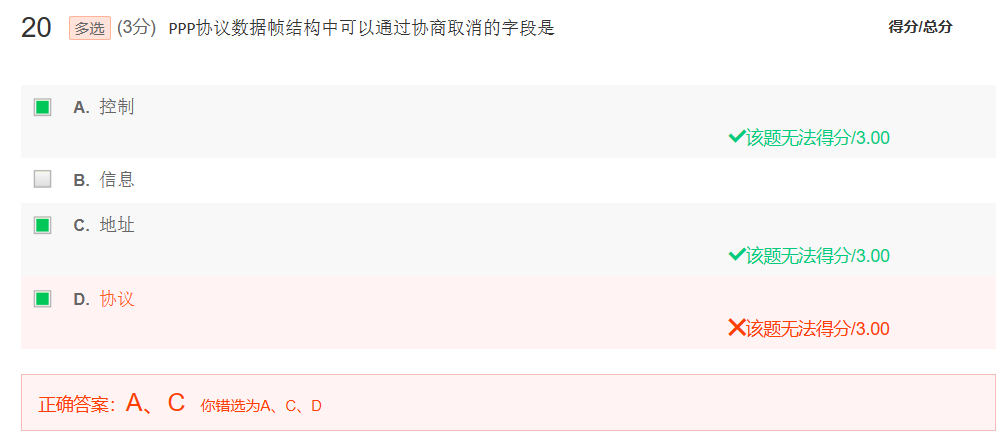 20 多选 (3分) PPP协议数据帧结构中可以通过协商取消的字段是 得分/总分
A. 控制
该题无法得分/3.00
B. 信息
C. 地址
该题无法得分/3.00
D. 协议
该题无法得分/3.00
正确答案：A、C 你错选为A、C、D